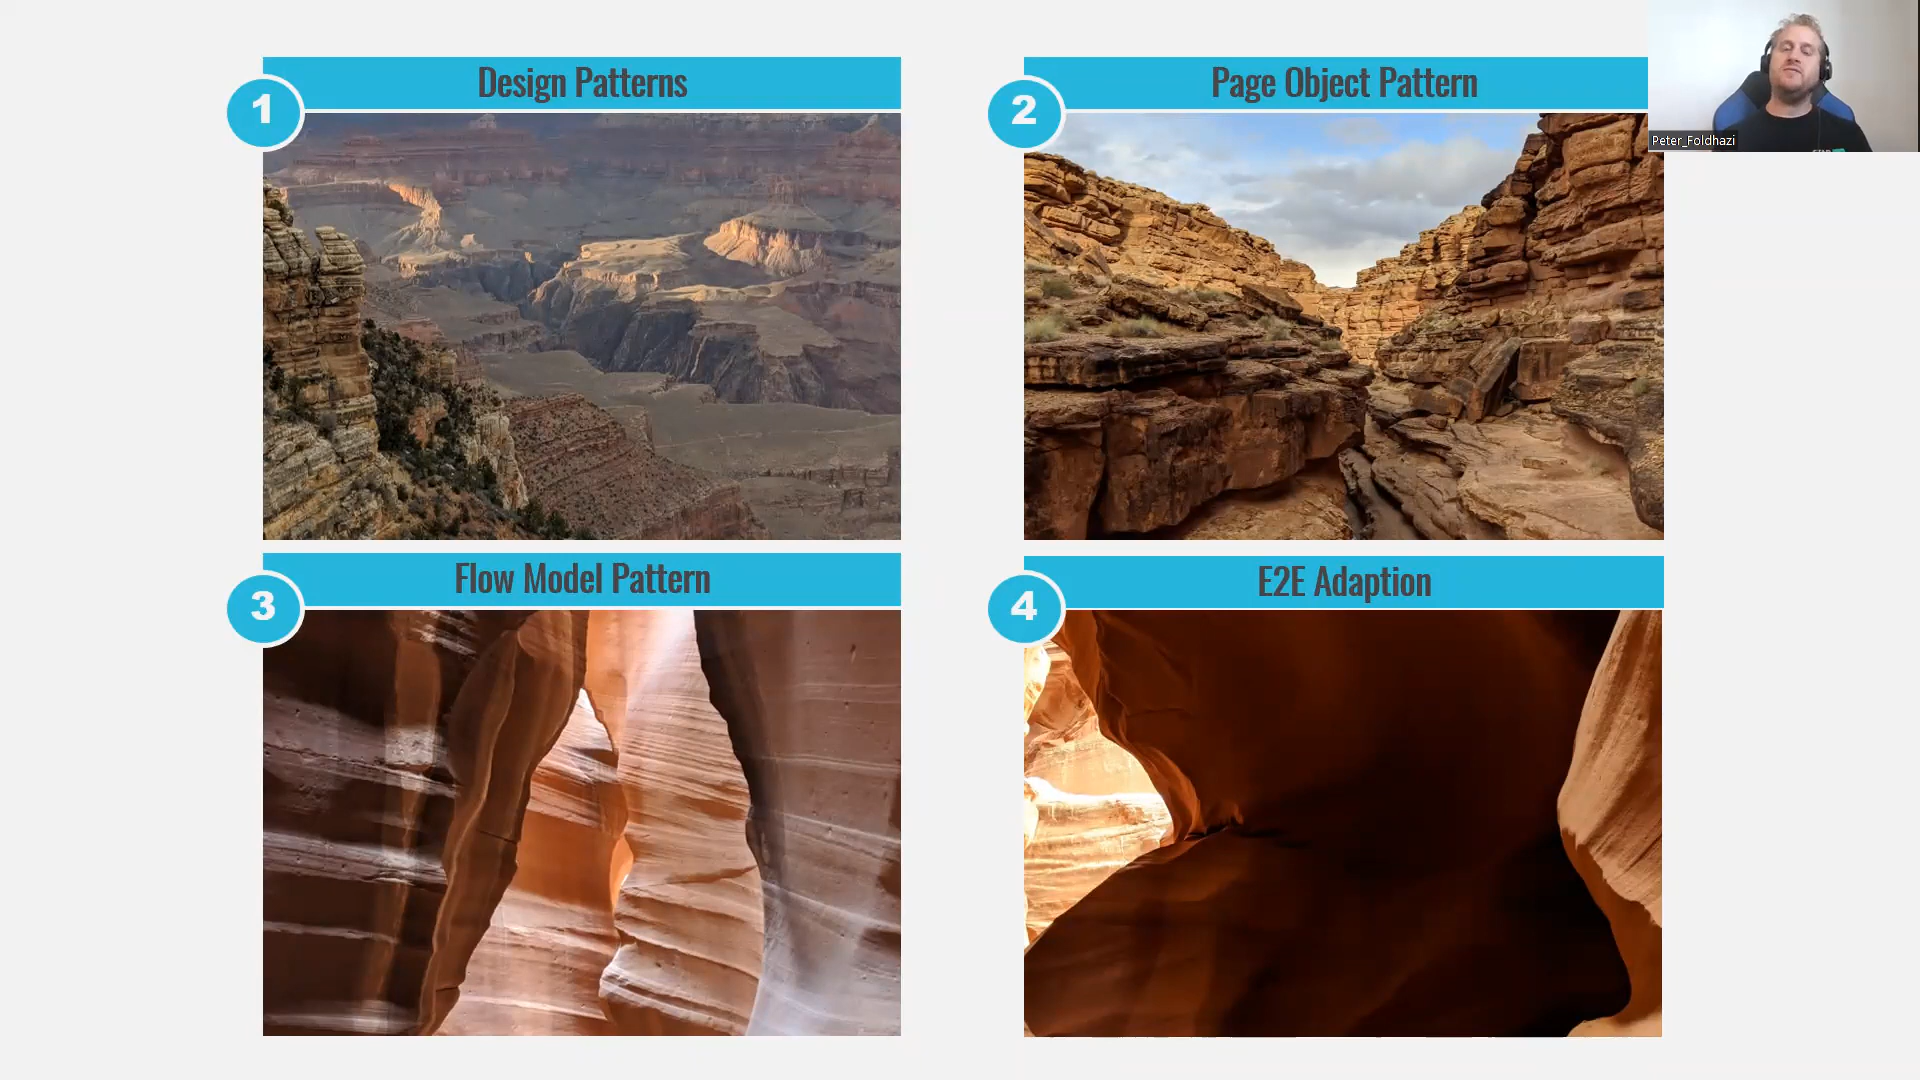 1
Design Patterns
2
Page Object Pattern
Peter_Foldhazi
3
Flow Model Pattern
4
E2E Adaption